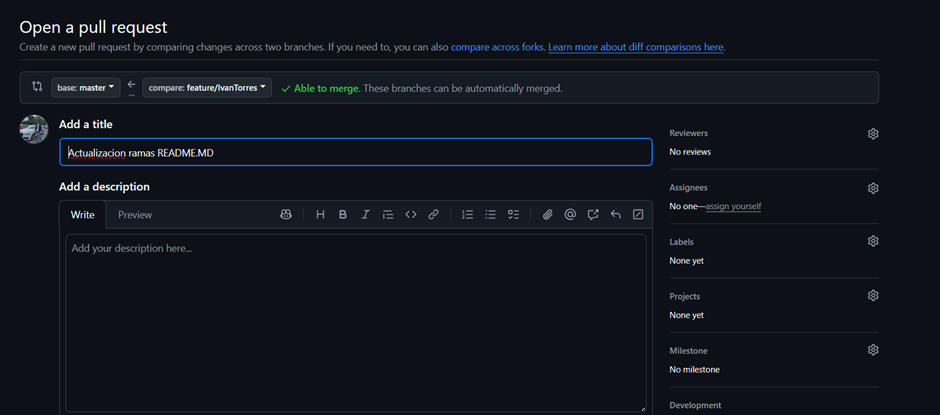 Open a pull request
Create a new pull request by comparing changes across two branches. If you need to, you can also compare across forks. Learn more about diff comparisons here.
base: master
...
compare: feature/IvanTorres
Able to merge. These branches can be automatically merged.
Add a title
Actualizacion ramas README.MD
Add a description
Write
Preview
H
B
I
Add your description here...
Reviewers
No reviews
Assignees
No one—assign yourself
Labels
None yet
Projects
None yet
Milestone
No milestone
Development